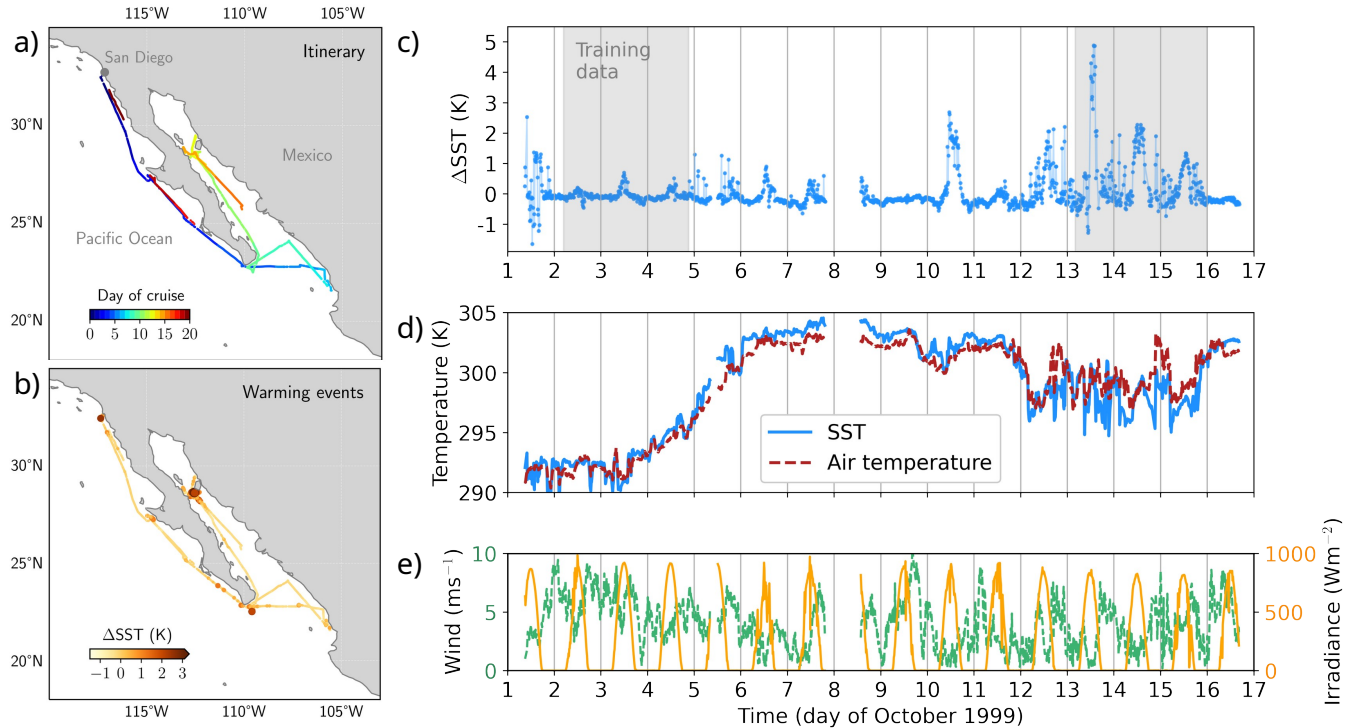 a)
115°W 110°W 105°W
Itinerary
San Diego
Mexico
Pacific Ocean
Day of cruise
0 5 10 15 20
30°N
25°N
20°N
b)
Warming events
ΔSST (K)
−1 0 1 2 3
30°N
25°N
20°N
115°W 110°W 105°W
c)
Training
data
ΔSST (K)
5
4
3
2
1
0
-1
1 2 3 4 5 6 7 8 9 10 11 12 13 14 15 16 17
d)
Temperature (K)
305
300
295
290
SST
Air temperature
1 2 3 4 5 6 7 8 9 10 11 12 13 14 15 16 17
e)
Wind (ms⁻¹)
10
5
0
Irradiance (Wm⁻²)
1000
500
0
1 2 3 4 5 6 7 8 9 10 11 12 13 14 15 16 17
Time (day of October 1999)